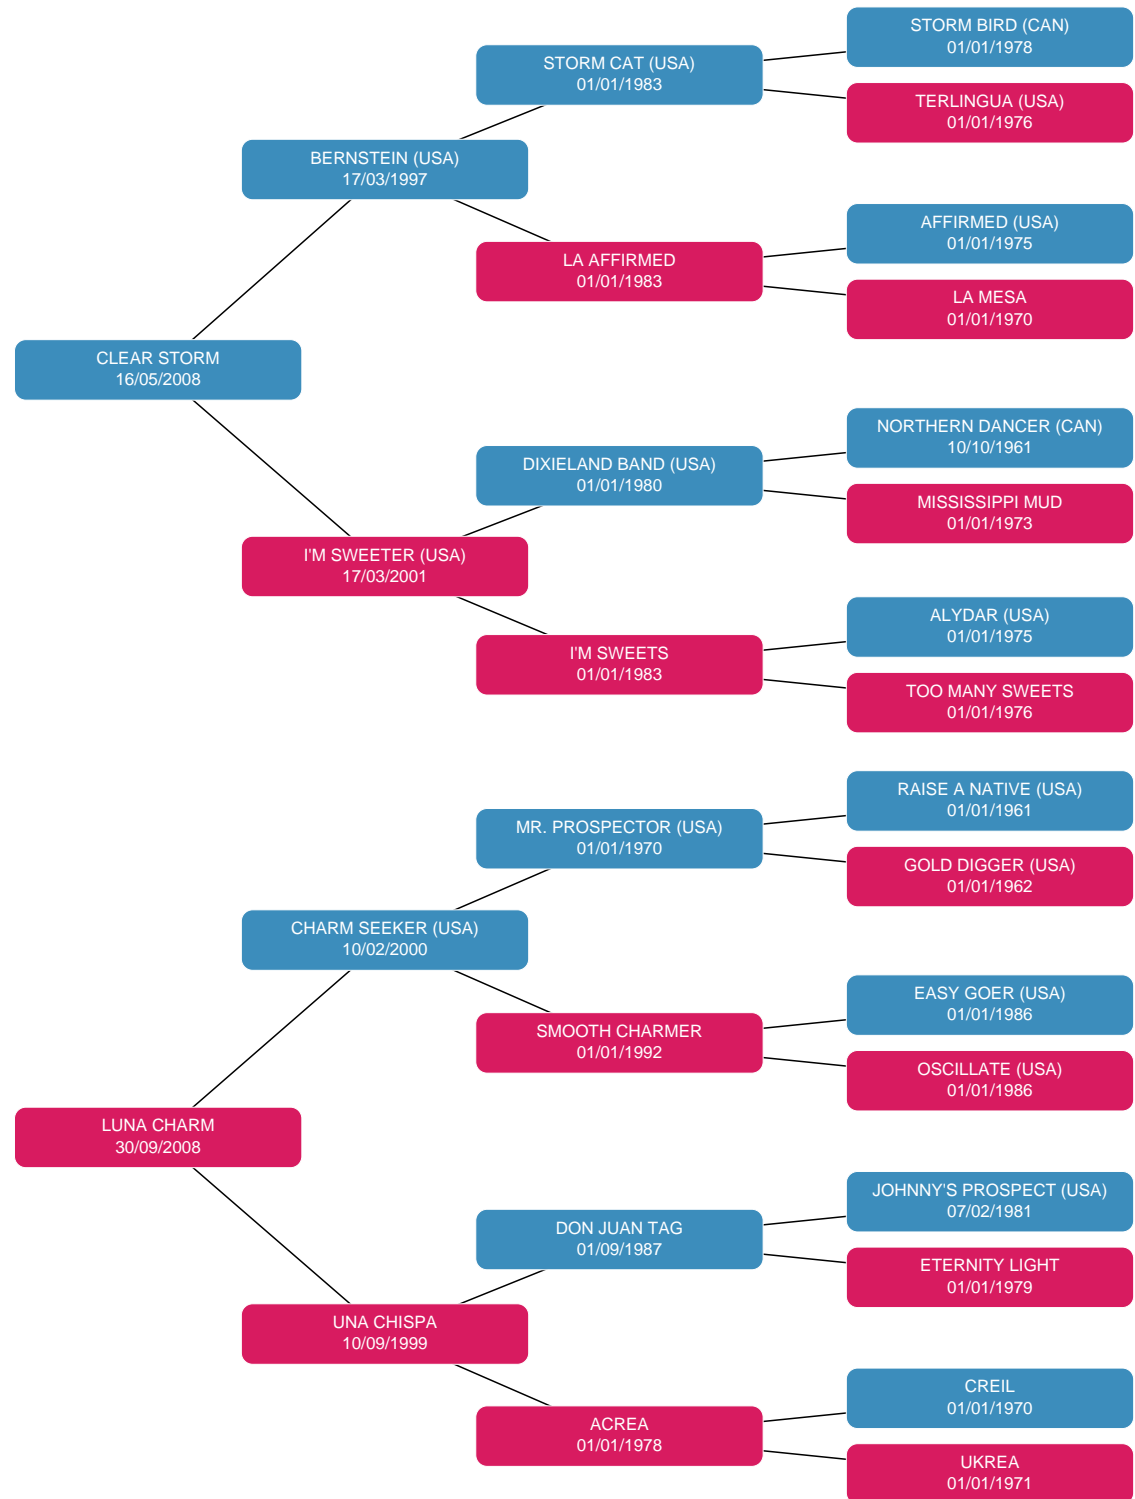 STORM BIRD (CAN)
01/01/1978
STORM CAT (USA)
01/01/1983
TERLINGUA (USA)
01/01/1976
BERNSTEIN (USA)
17/03/1997
AFFIRMED (USA)
01/01/1975
LA AFFIRMED
01/01/1983
LA MESA
01/01/1970
CLEAR STORM
16/05/2008
NORTHERN DANCER (CAN)
10/10/1961
DIXIELAND BAND (USA)
01/01/1980
MISSISSIPPI MUD
01/01/1973
I'M SWEETER (USA)
17/03/2001
ALYDAR (USA)
01/01/1975
I'M SWEETS
01/01/1983
TOO MANY SWEETS
01/01/1976
RAISE A NATIVE (USA)
01/01/1961
MR. PROSPECTOR (USA)
01/01/1970
GOLD DIGGER (USA)
01/01/1962
CHARM SEEKER (USA)
10/02/2000
EASY GOER (USA)
01/01/1986
SMOOTH CHARMER
01/01/1992
OSCILLATE (USA)
01/01/1986
LUNA CHARM
30/09/2008
JOHNNY'S PROSPECT (USA)
07/02/1981
DON JUAN TAG
01/09/1987
ETERNITY LIGHT
01/01/1979
UNA CHISPA
10/09/1999
CREIL
01/01/1970
ACREA
01/01/1978
UKREA
01/01/1971